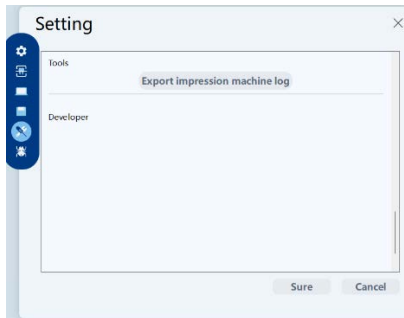 Setting
Tools
Export impression machine log
Developer
Sure
Cancel